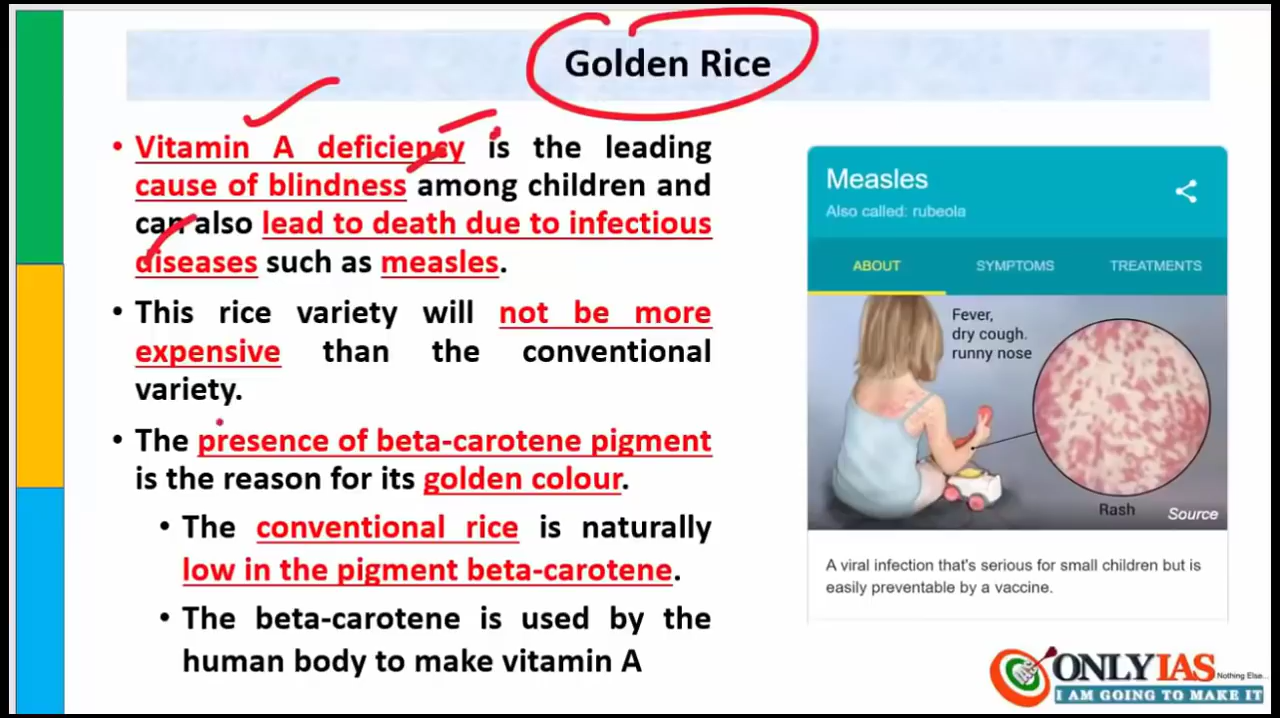 Golden Rice
• Vitamin A deficiency is the leading
cause of blindness among children and
can also lead to death due to infectious
diseases such as measles.
• This rice variety will not be more
expensive than the conventional
variety.
• The presence of beta-carotene pigment
is the reason for its golden colour.
• The conventional rice is naturally
low in the pigment beta-carotene.
• The beta-carotene is used by the
human body to make vitamin A
Measles
Also called: rubeola
ABOUT SYMPTOMS TREATMENTS
Fever,
dry cough.
runny nose
Rash
Source
A viral infection that's serious for small children but is
easily preventable by a vaccine.
ONLYIAS Nothing Else...
I AM GOING TO MAKE IT